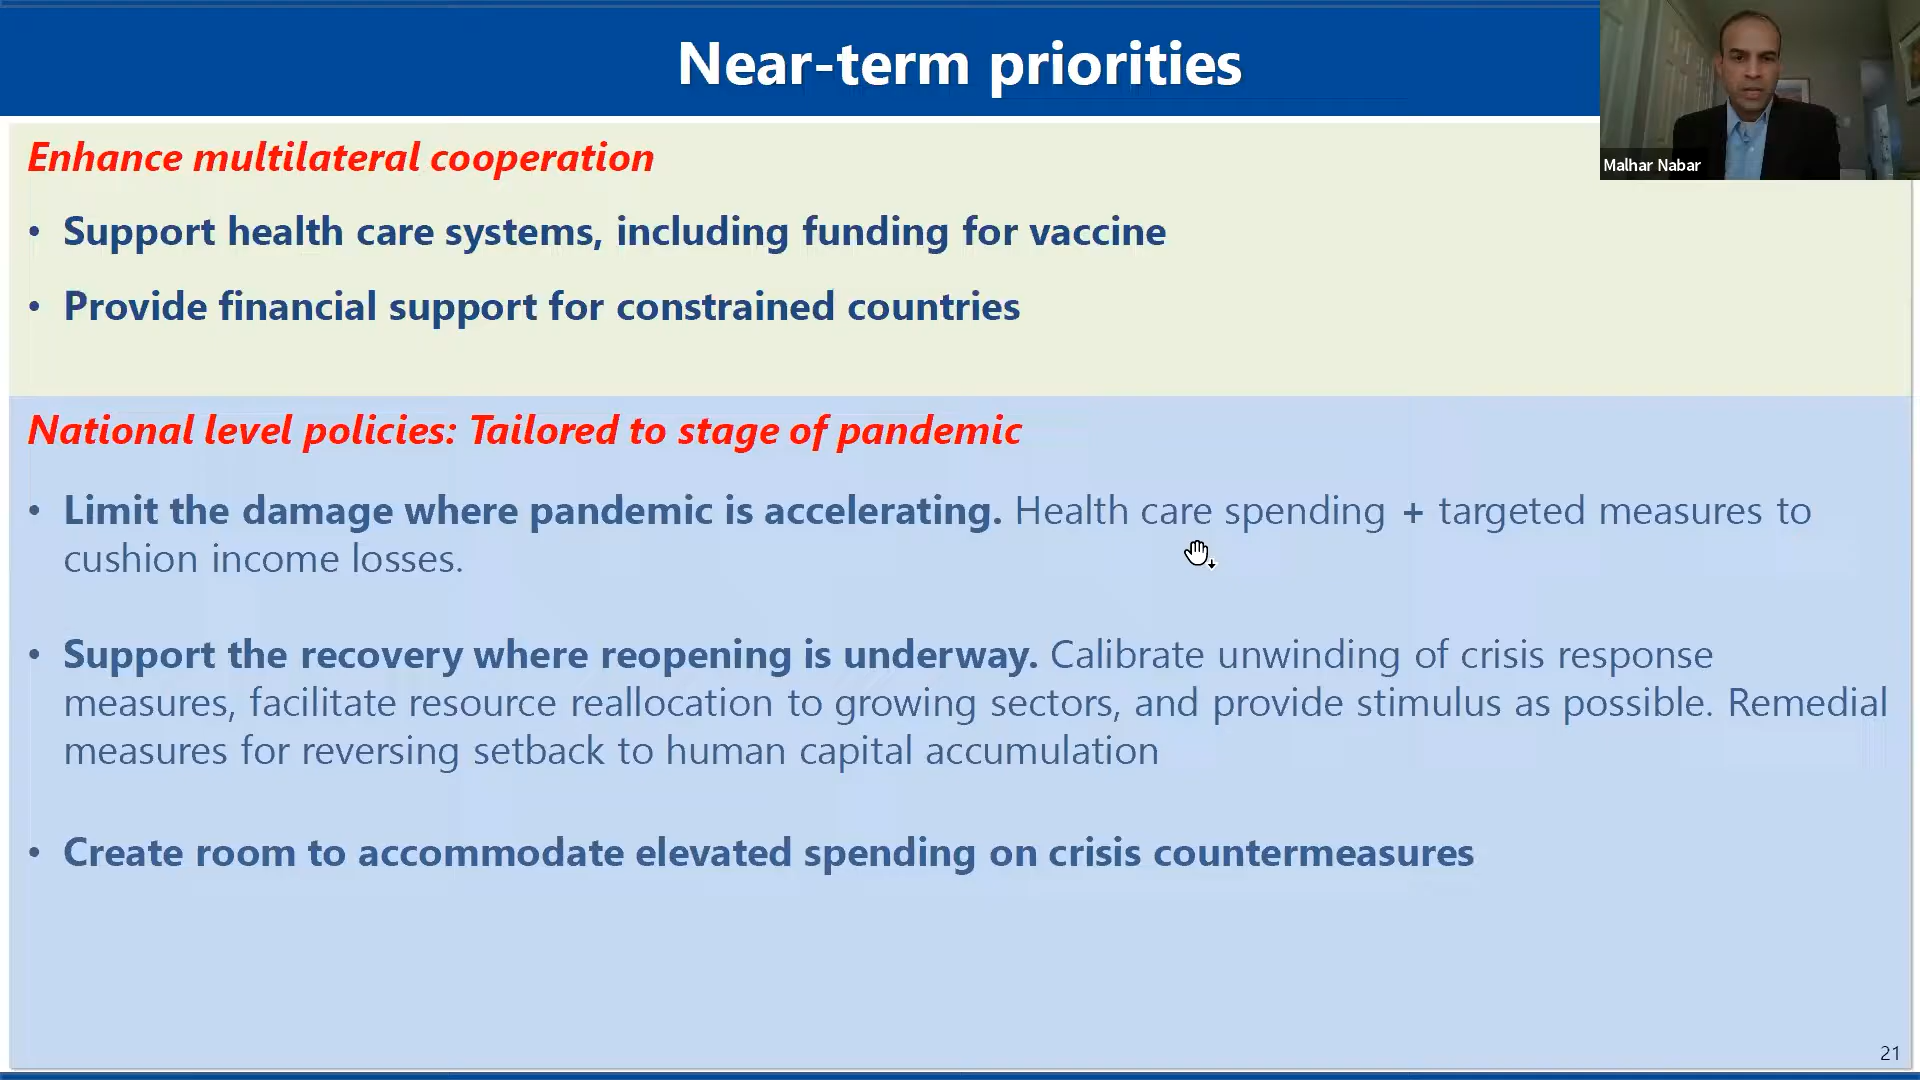 Near-term priorities
Malhar Nabar
Enhance multilateral cooperation
• Support health care systems, including funding for vaccine
• Provide financial support for constrained countries
National level policies: Tailored to stage of pandemic
• Limit the damage where pandemic is accelerating. Health care spending + targeted measures to
cushion income losses.
• Support the recovery where reopening is underway. Calibrate unwinding of crisis response
measures, facilitate resource reallocation to growing sectors, and provide stimulus as possible. Remedial
measures for reversing setback to human capital accumulation
• Create room to accommodate elevated spending on crisis countermeasures
21